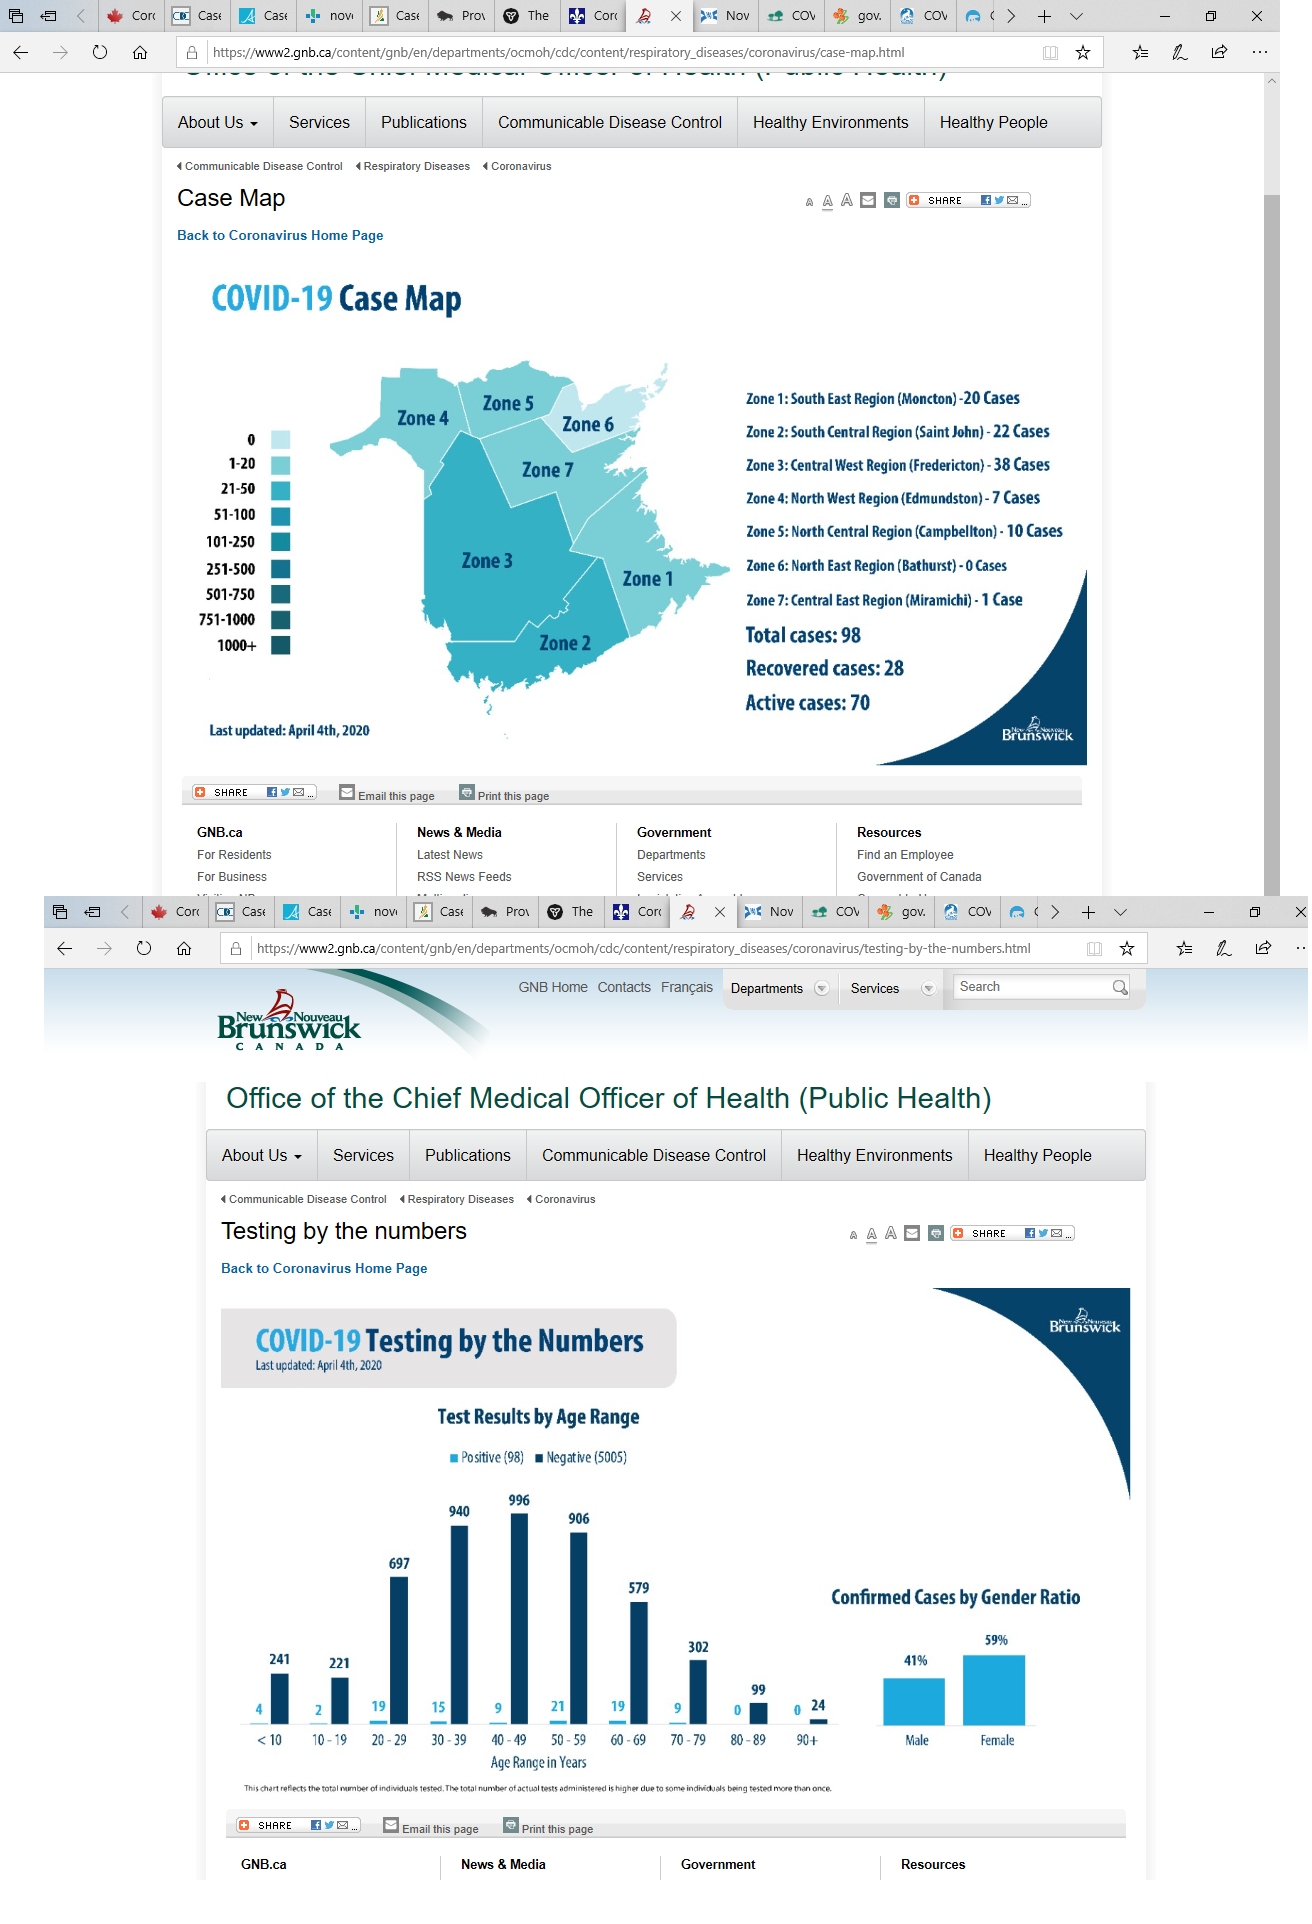 Corc
Case
Case
nove
Case
Prov
The
Corc
Nov
COV
gov.
COV
https://www2.gnb.ca/content/gnb/en/departments/ocmoh/cdc/content/respiratory_diseases/coronavirus/case-map.html
Office of the Chief Medical Officer of Health (Public Health)
About Us Services Publications Communicable Disease Control Healthy Environments Healthy People
Communicable Disease Control Respiratory Diseases Coronavirus
Case Map
A A A SHARE
Back to Coronavirus Home Page
COVID-19 Case Map
0
1-20
21-50
51-100
101-250
251-500
501-750
751-1000
1000+
Zone 4
Zone 5
Zone 6
Zone 7
Zone 3
Zone 1
Zone 2
Zone 1: South East Region (Moncton) -20 Cases
Zone 2: South Central Region (Saint John) - 22 Cases
Zone 3: Central West Region (Fredericton) - 38 Cases
Zone 4: North West Region (Edmundston) - 7 Cases
Zone 5: North Central Region (Campbellton) - 10 Cases
Zone 6: North East Region (Bathurst) - 0 Cases
Zone 7: Central East Region (Miramichi) - 1 Case
Total cases: 98
Recovered cases: 28
Active cases: 70
Last updated: April 4th, 2020
New Nouveau
Brunswick
SHARE Email this page Print this page
GNB.ca News & Media Government Resources
For Residents Latest News Departments Find an Employee
For Business RSS News Feeds Services Government of Canada
Corc
Case
Case
nove
Case
Prov
The
Corc
Nov
COV
gov.
COV
https://www2.gnb.ca/content/gnb/en/departments/ocmoh/cdc/content/respiratory_diseases/coronavirus/testing-by-the-numbers.html
GNB Home Contacts Français Departments Services Search
New Nouveau
Brunswick
CANADA
Office of the Chief Medical Officer of Health (Public Health)
About Us Services Publications Communicable Disease Control Healthy Environments Healthy People
Communicable Disease Control Respiratory Diseases Coronavirus
Testing by the numbers
A A A SHARE
Back to Coronavirus Home Page
New Nouveau
Brunswick
COVID-19 Testing by the Numbers
Last updated: April 4th, 2020
Test Results by Age Range
Positive (98) Negative (5005)
4 241
2 221
19 697
15 940
9 996
21 906
19 579
9 302
0 99
0 24
< 10 10 - 19 20 - 29 30 - 39 40 - 49 50 - 59 60 - 69 70 - 79 80 - 89 90+
Age Range in Years
Confirmed Cases by Gender Ratio
41% 59%
Male Female
This chart reflects the total number of individuals tested. The total number of actual tests administered is higher due to some individuals being tested more than once.
SHARE Email this page Print this page
GNB.ca News & Media Government Resources